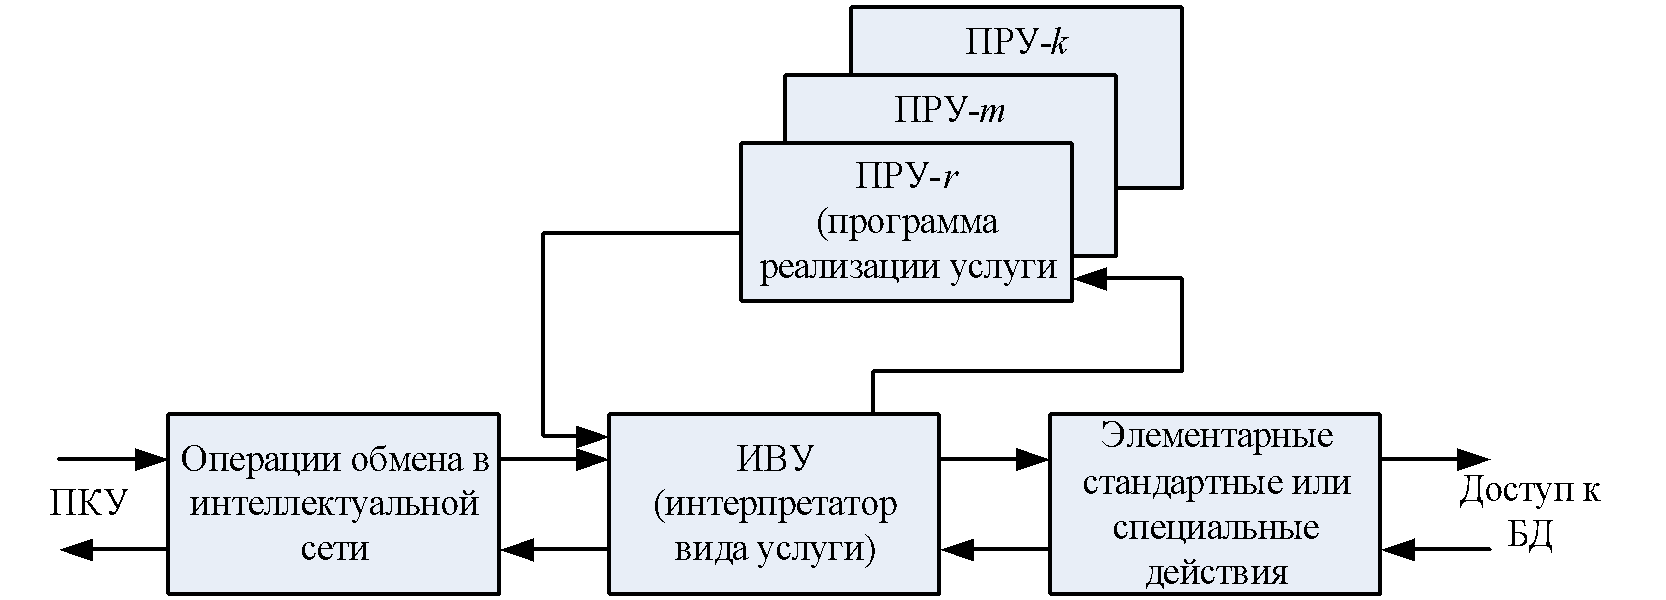 ПРУ-k
ПРУ-m
ПРУ-r
(программа
реализации услуги
ПКУ
Операции обмена в
интеллектуальной
сети
ИВУ
(интерпретатор
вида услуги)
Элементарные
стандартные или
специальные
действия
Доступ к
БД